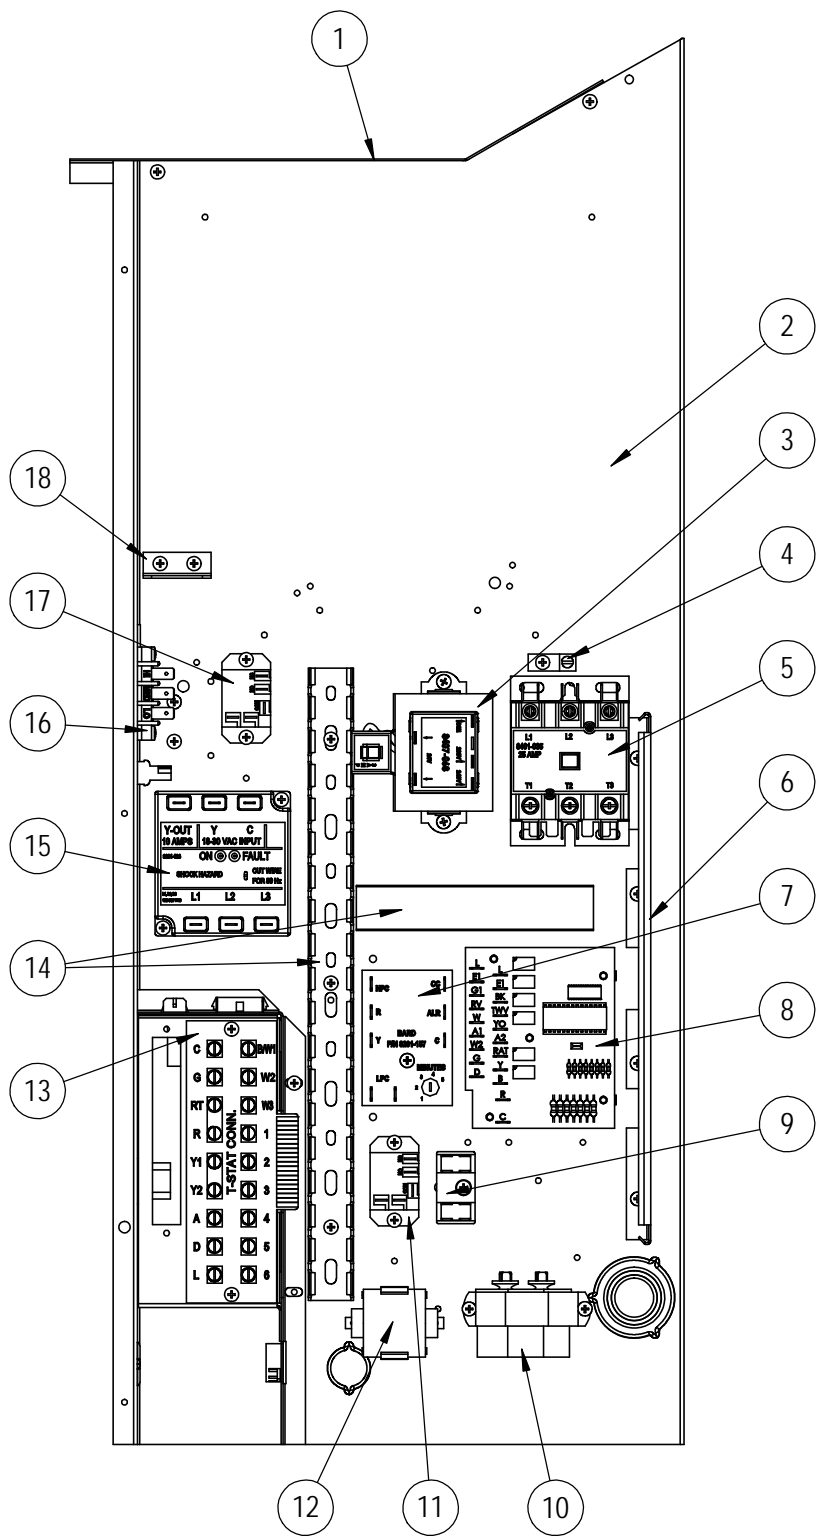 1
2
3
4
5
6
7
8
9
10
11
12
13
14
15
16
17
18
L1 L2 L3
25 AMP
T1 T2 T3
Y-OUT Y C
10 AMPS 18-30 VAC INPUT
ON FAULT
SHOCK HAZARD
CUT WIRE
FOR 50 Hz
L1 L2 L3
HPC CC
R ALR
BARD
Y C
MINUTES
LPC
L
E1
G1
RV
W
A1
W2
G
D
L
E1
BK
TWV
YO
A2
RAT
Y
B
R
C
T-STAT CONN.
C B/W1
G W2
RT W3
R 1
Y1 2
Y2 3
A 4
D 5
L 6